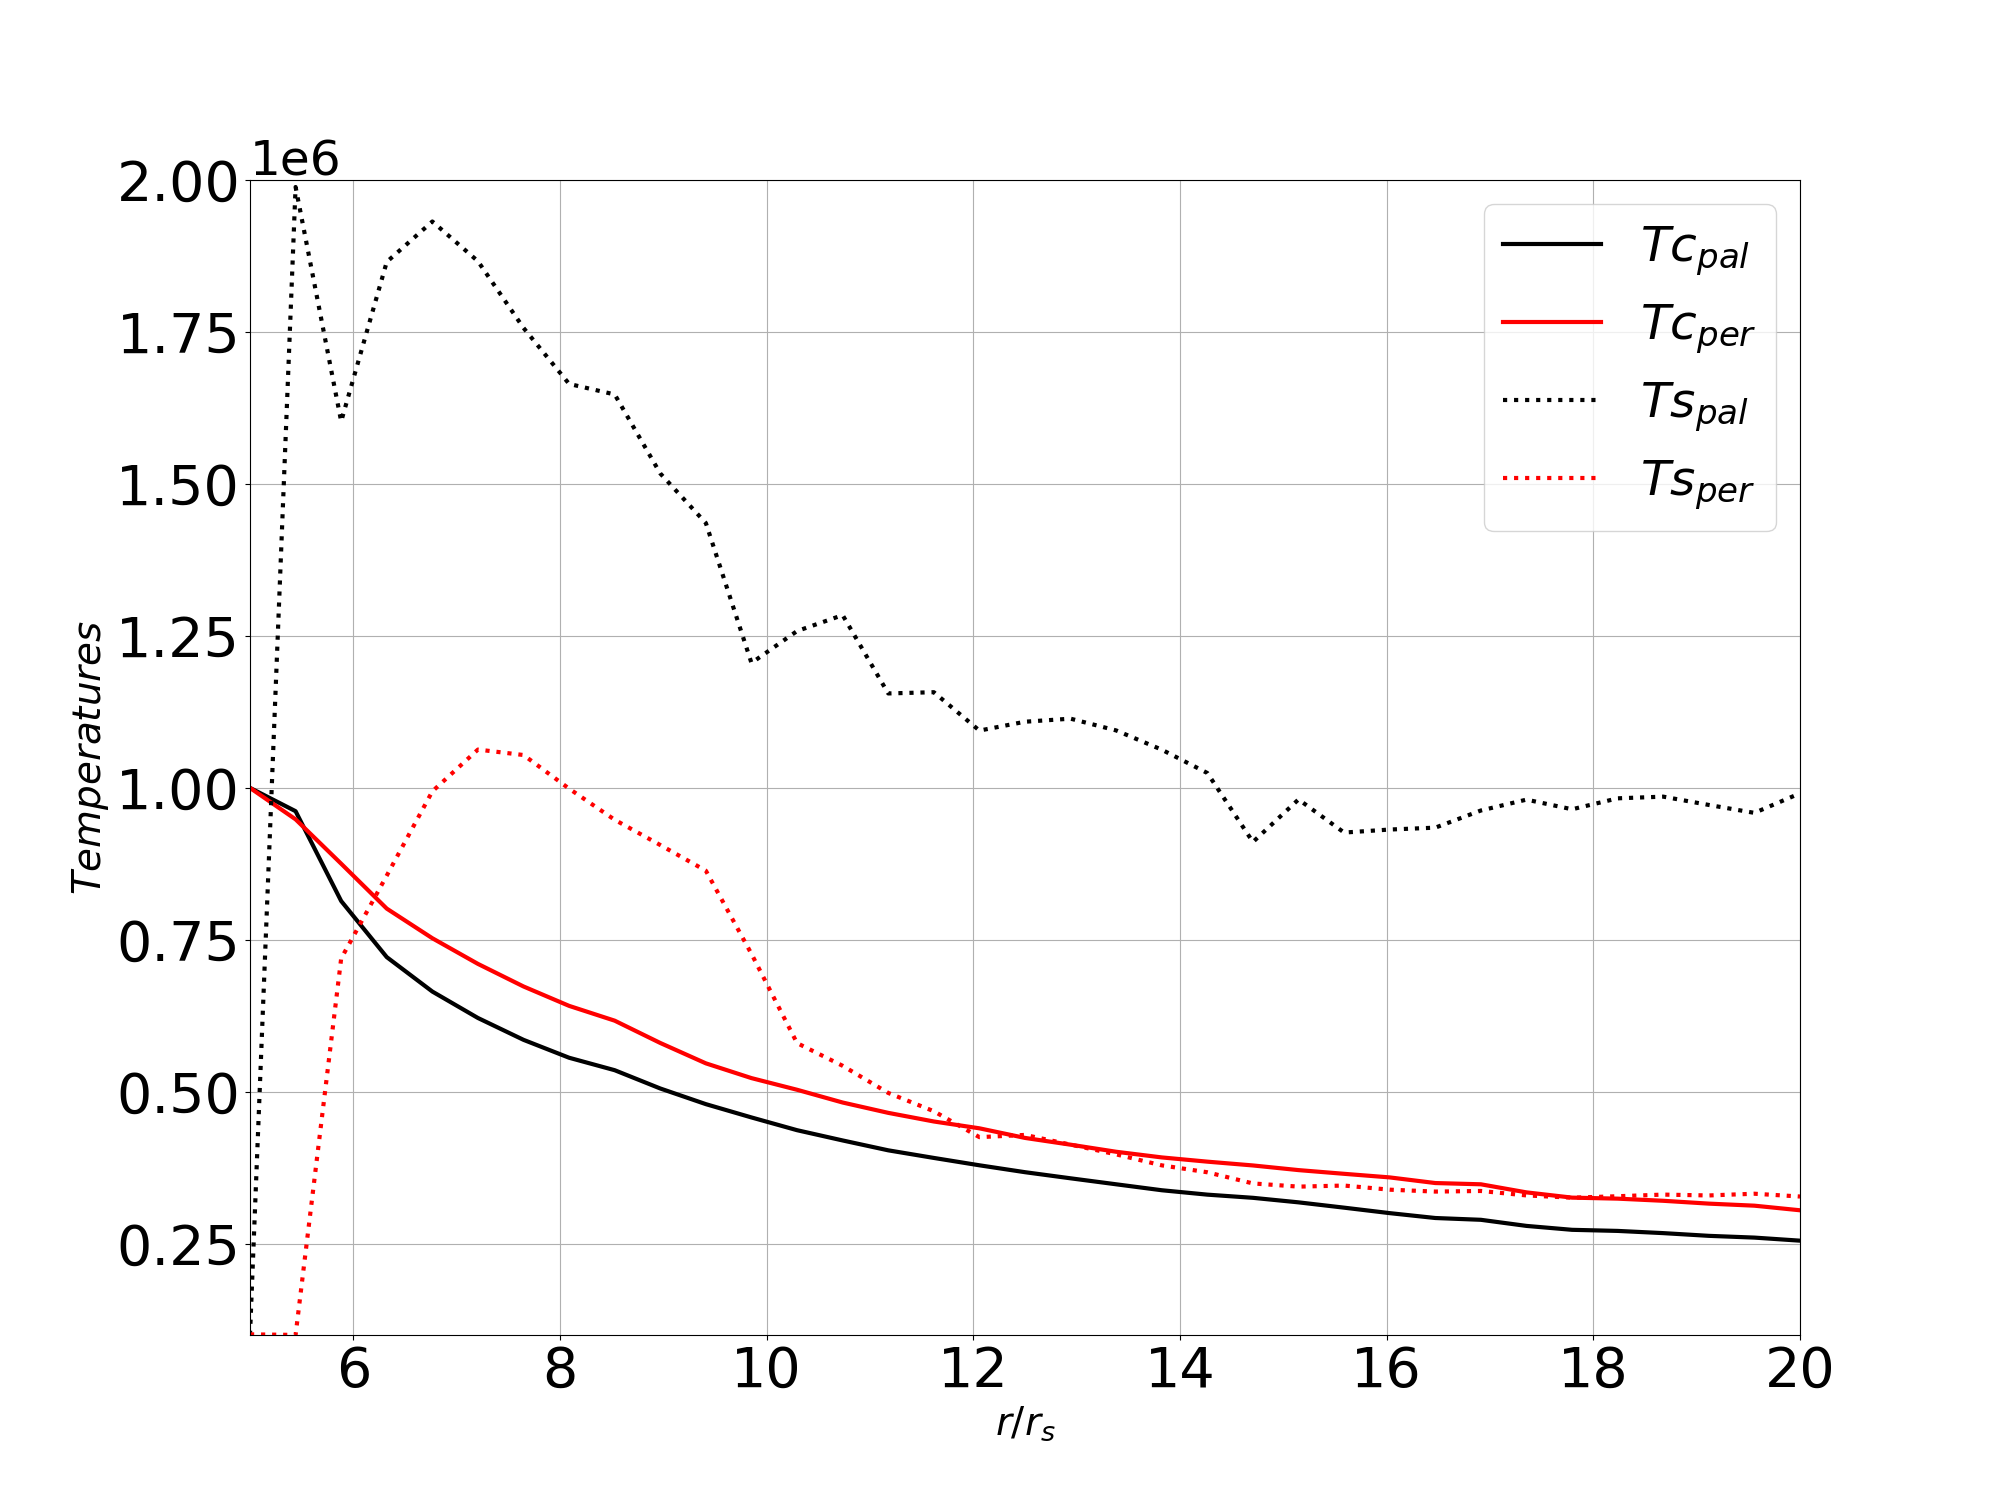 1e6
2.00
1.75
1.50
1.25
1.00
0.75
0.50
0.25
Temperatures
6 8 10 12 14 16 18 20
r/r_s
Tc_pal
Tc_per
Ts_pal
Ts_per